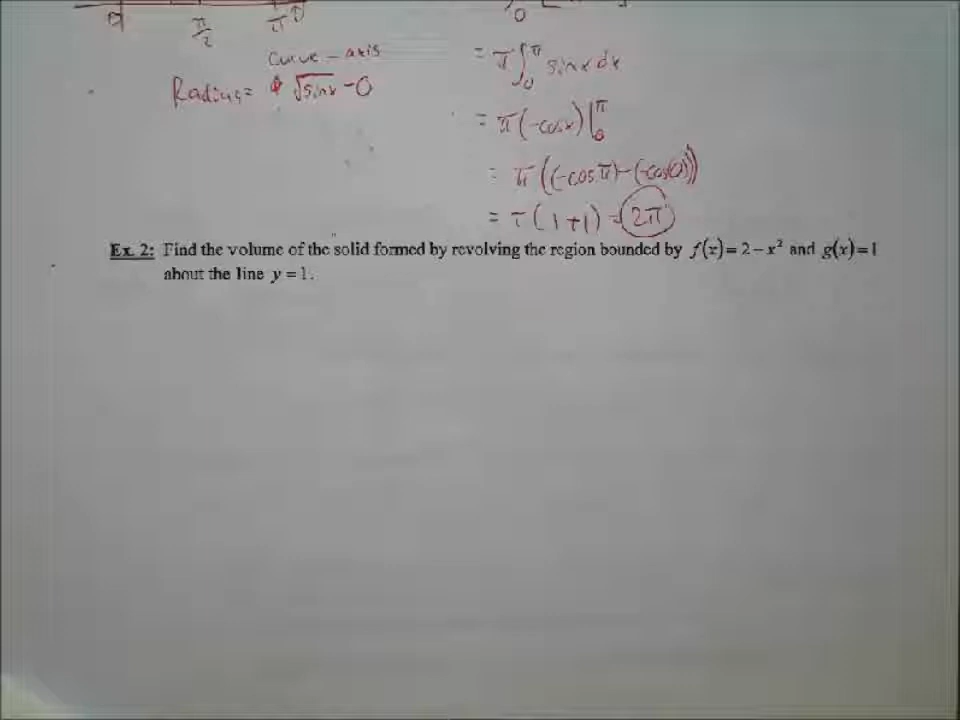 0 π/2 π
0
curve - axis
Radius = √sinx - 0
= π∫₀^π sinx dx
= π(-cosx)|₀^π
= π((-cosπ)-(-cos0))
= π(1+1) = 2π
Ex. 2: Find the volume of the solid formed by revolving the region bounded by f(x) = 2 − x² and g(x) = 1
about the line y = 1.